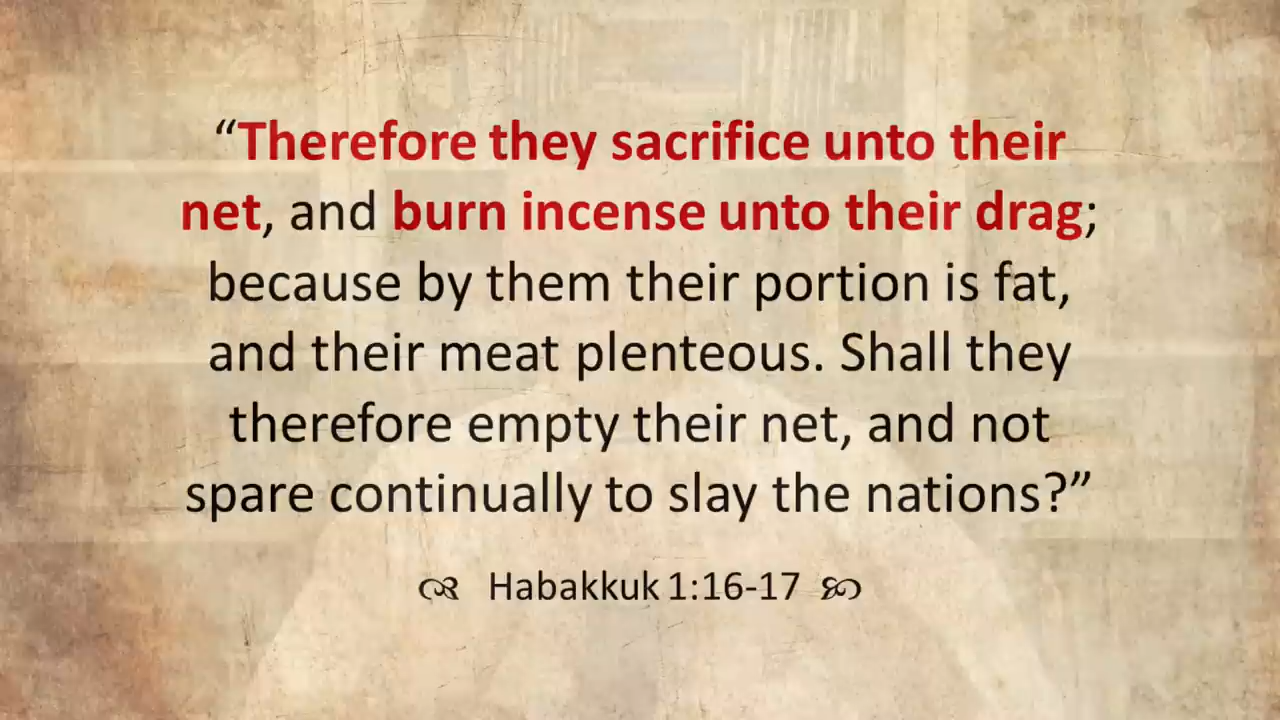 “Therefore they sacrifice unto their
net, and burn incense unto their drag;
because by them their portion is fat,
and their meat plenteous. Shall they
therefore empty their net, and not
spare continually to slay the nations?”
Habakkuk 1:16-17